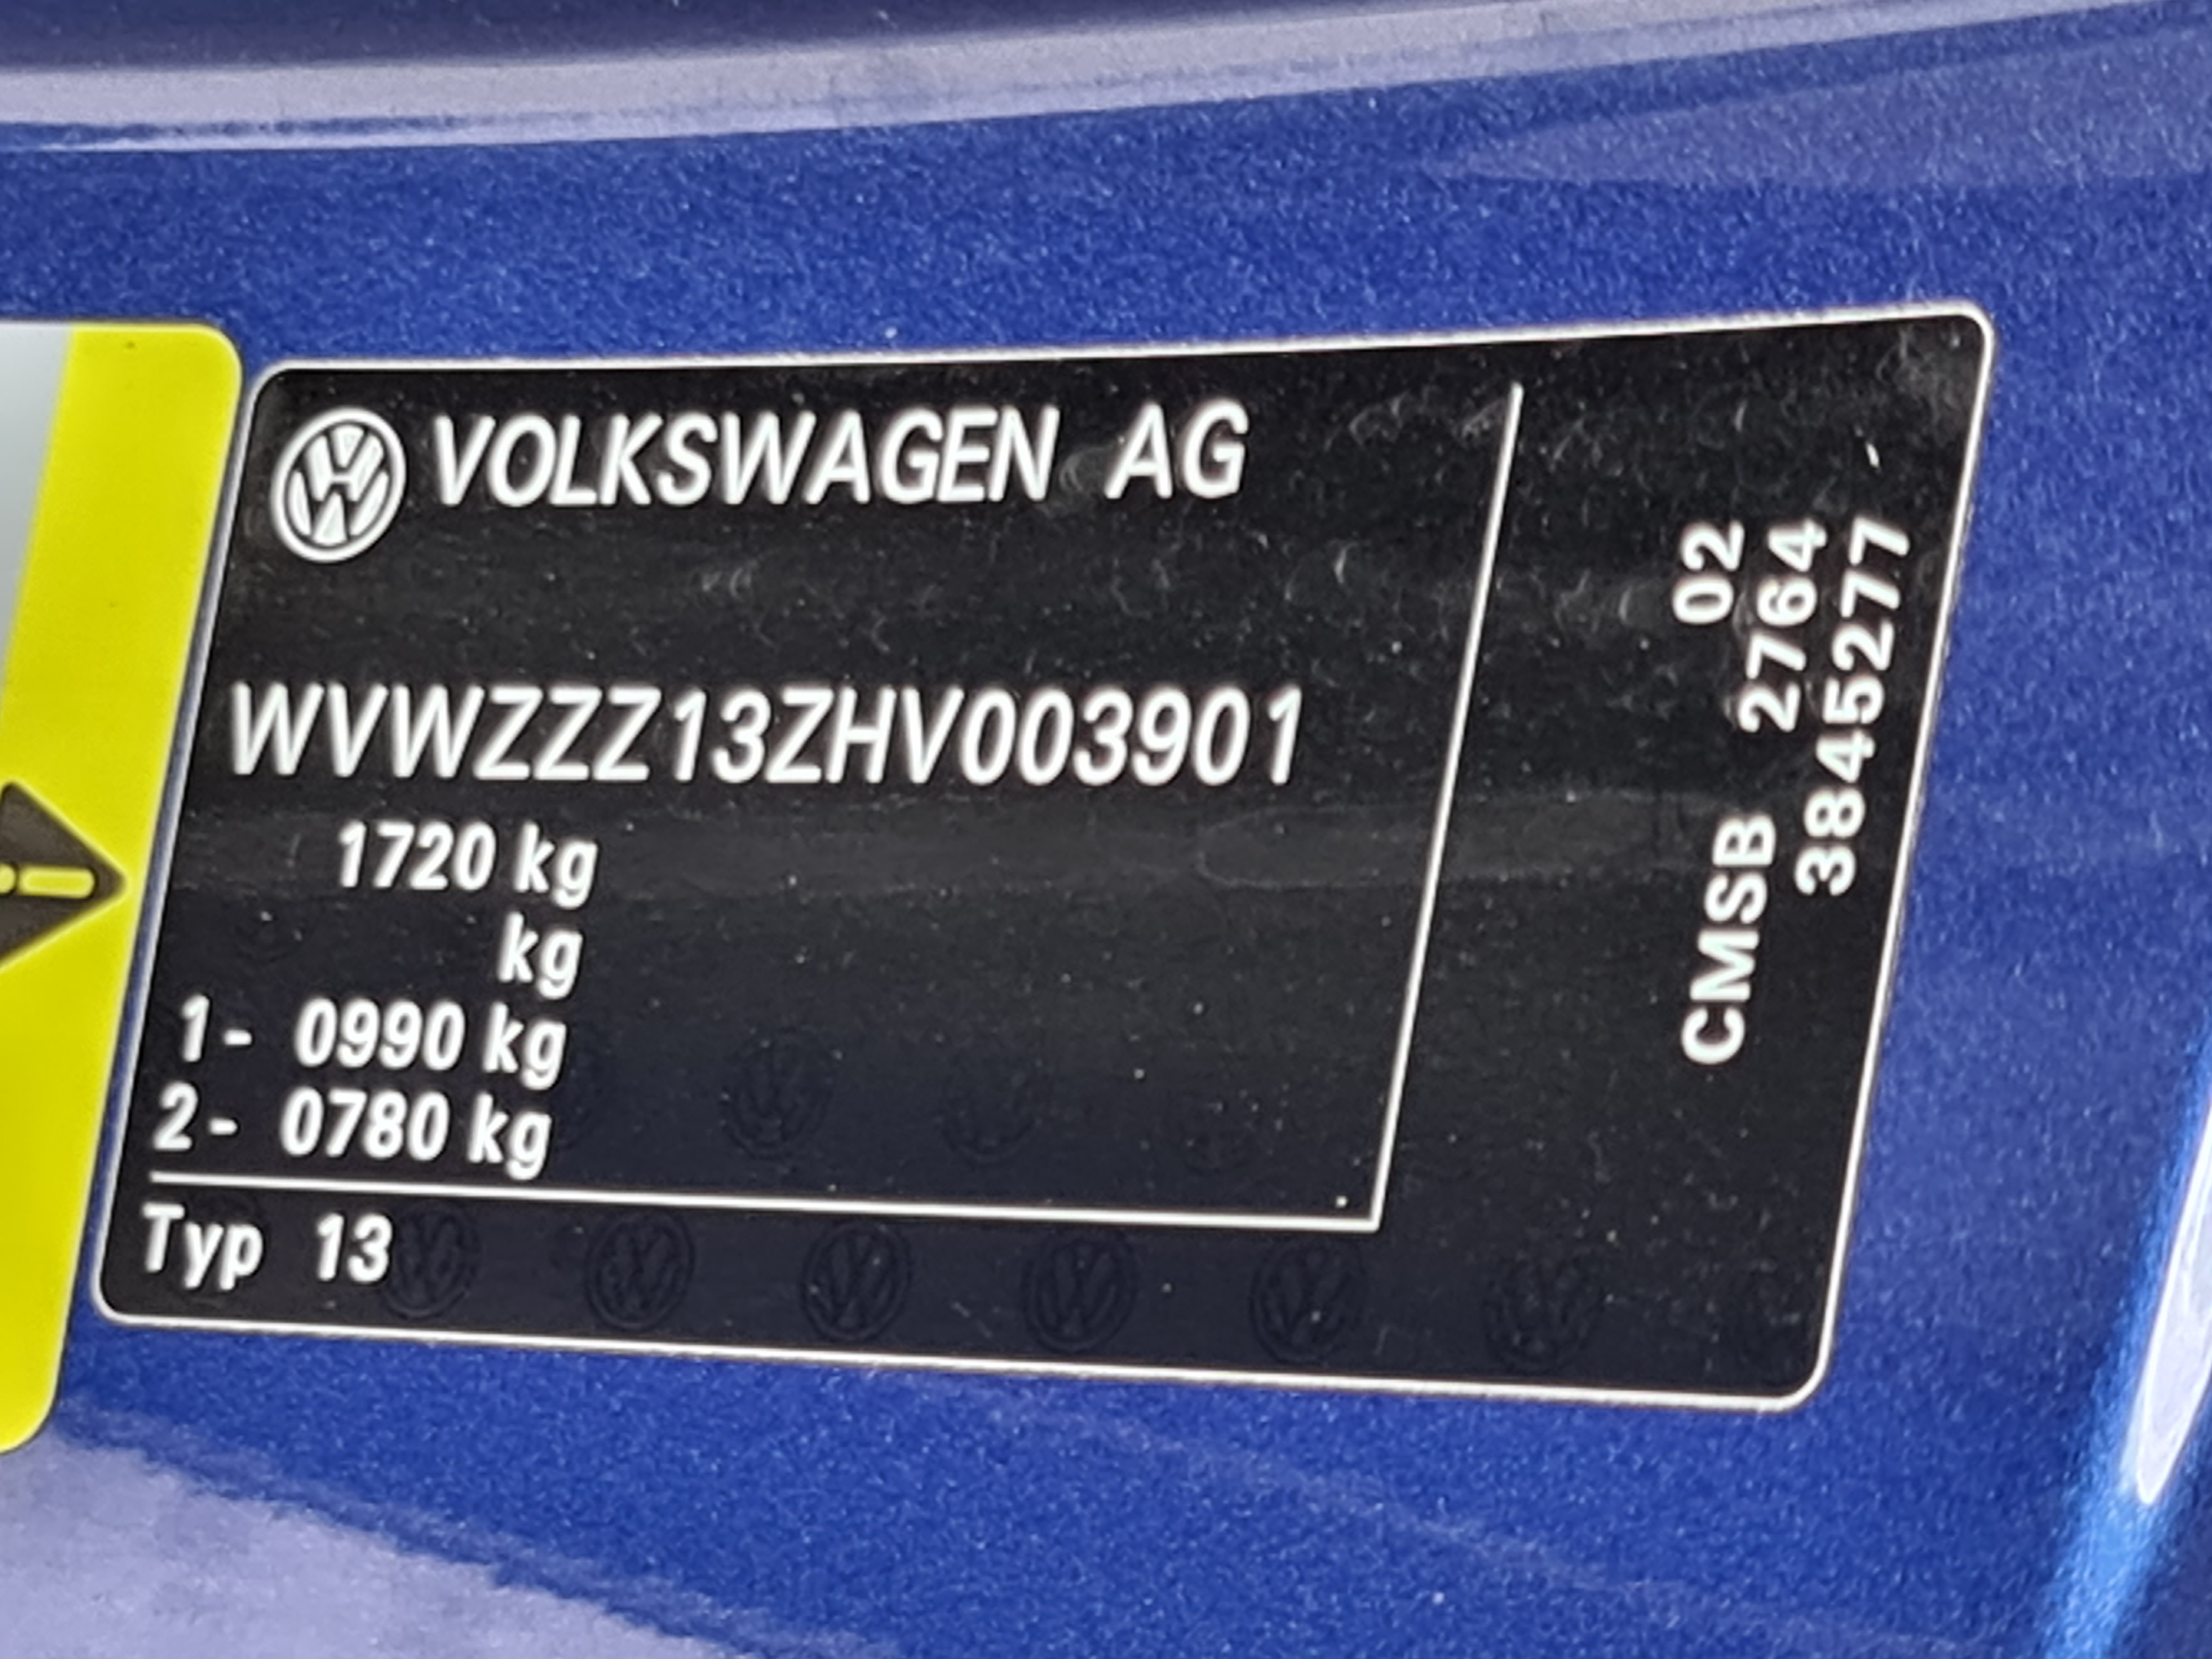 VOLKSWAGEN AG
WVWZZZ13ZHV003901
1720 kg
kg
1- 0990 kg
2- 0780 kg
Typ 13
02
CMSB 2764
3845277